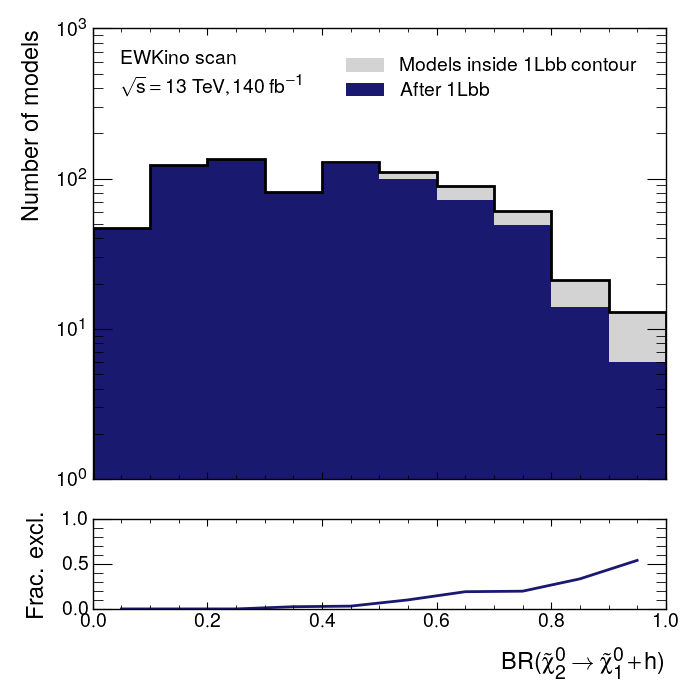 10³
EWKino scan
√s = 13 TeV, 140 fb⁻¹
Models inside 1Lbb contour
After 1Lbb
Number of models
10²
10¹
10⁰
1.0
0.5
0.0
Frac. excl.
0.0 0.2 0.4 0.6 0.8 1.0
BR(χ̃⁰₂ → χ̃⁰₁ + h)